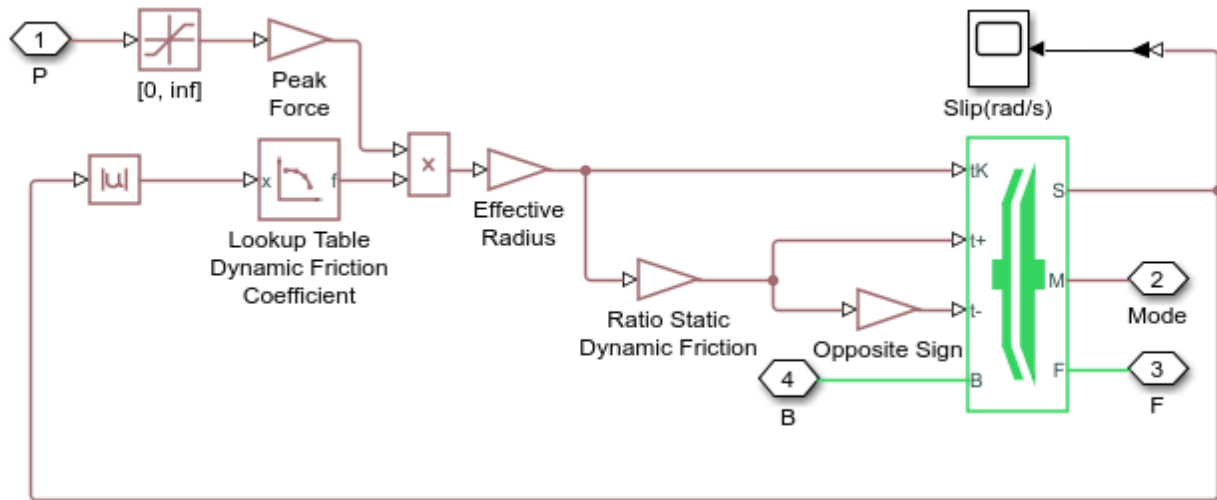 1
P
[0, inf]
Peak
Force
Slip(rad/s)
|u|
x
f
Lookup Table
Dynamic Friction
Coefficient
x
Effective
Radius
Ratio Static
Dynamic Friction
Opposite Sign
tK
t+
t-
B
S
M
F
4
B
2
Mode
3
F